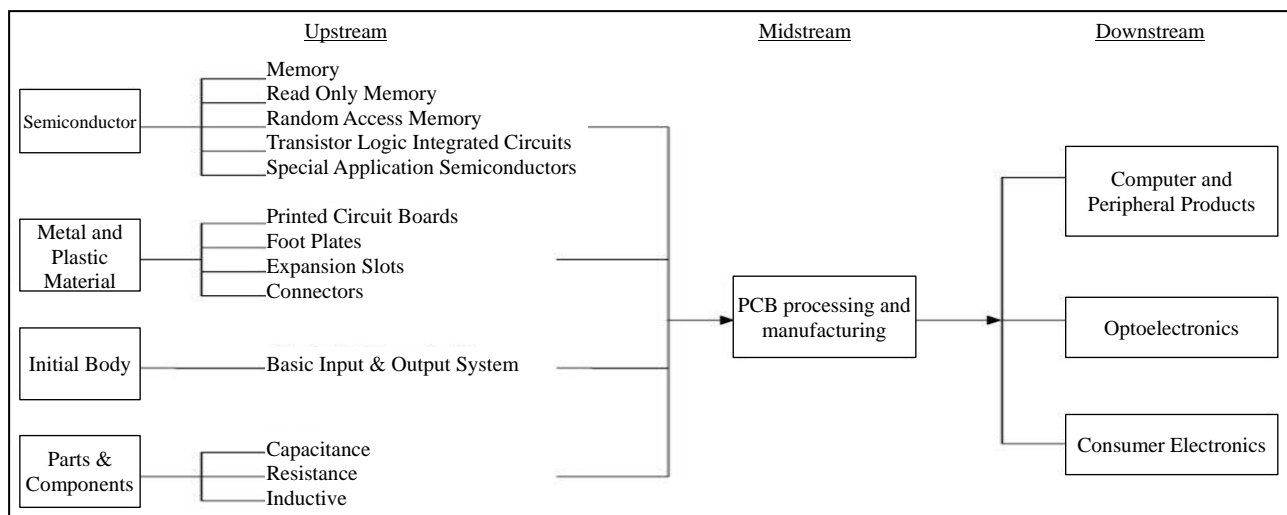 Upstream
Midstream
Downstream
Semiconductor
Memory
Read Only Memory
Random Access Memory
Transistor Logic Integrated Circuits
Special Application Semiconductors
Metal and
Plastic
Material
Printed Circuit Boards
Foot Plates
Expansion Slots
Connectors
Initial Body
Basic Input & Output System
Parts &
Components
Capacitance
Resistance
Inductive
PCB processing and
manufacturing
Computer and
Peripheral Products
Optoelectronics
Consumer Electronics